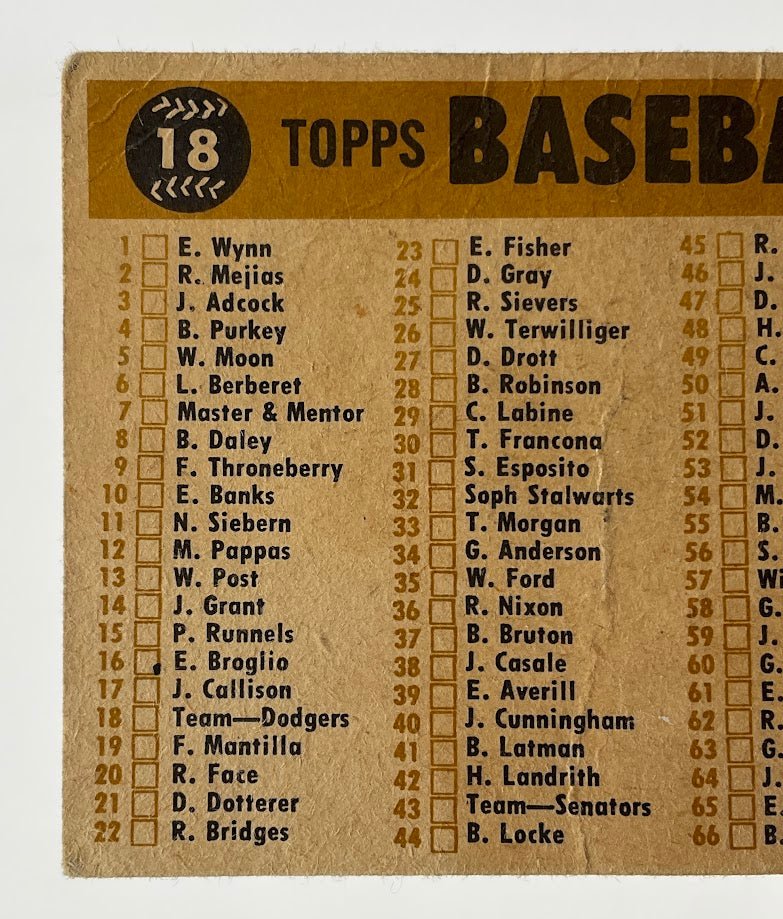 18 TOPPS BASEBA
1 E. Wynn
2 R. Mejias
3 J. Adcock
4 B. Purkey
5 W. Moon
6 L. Berberet
7 Master & Mentor
8 B. Daley
9 F. Throneberry
10 E. Banks
11 N. Siebern
12 M. Pappas
13 W. Post
14 J. Grant
15 P. Runnels
16 E. Broglio
17 J. Callison
18 Team—Dodgers
19 F. Mantilla
20 R. Face
21 D. Dotterer
22 R. Bridges
23 E. Fisher
24 D. Gray
25 R. Sievers
26 W. Terwilliger
27 D. Drott
28 B. Robinson
29 C. Labine
30 T. Francona
31 S. Esposito
32 Soph Stalwarts
33 T. Morgan
34 G. Anderson
35 W. Ford
36 R. Nixon
37 B. Bruton
38 J. Casale
39 E. Averill
40 J. Cunningham
41 B. Latman
42 H. Landrith
43 Team—Senators
44 B. Locke
45 R.
46 J.
47 D.
48 H.
49 C.
50 A.
51 J.
52 D.
53 J.
54 M.
55 B.
56 S.
57 Wi
58 G.
59 J.
60 G.
61 E.
62 R.
63 G.
64 J.
65 E.
66 B.